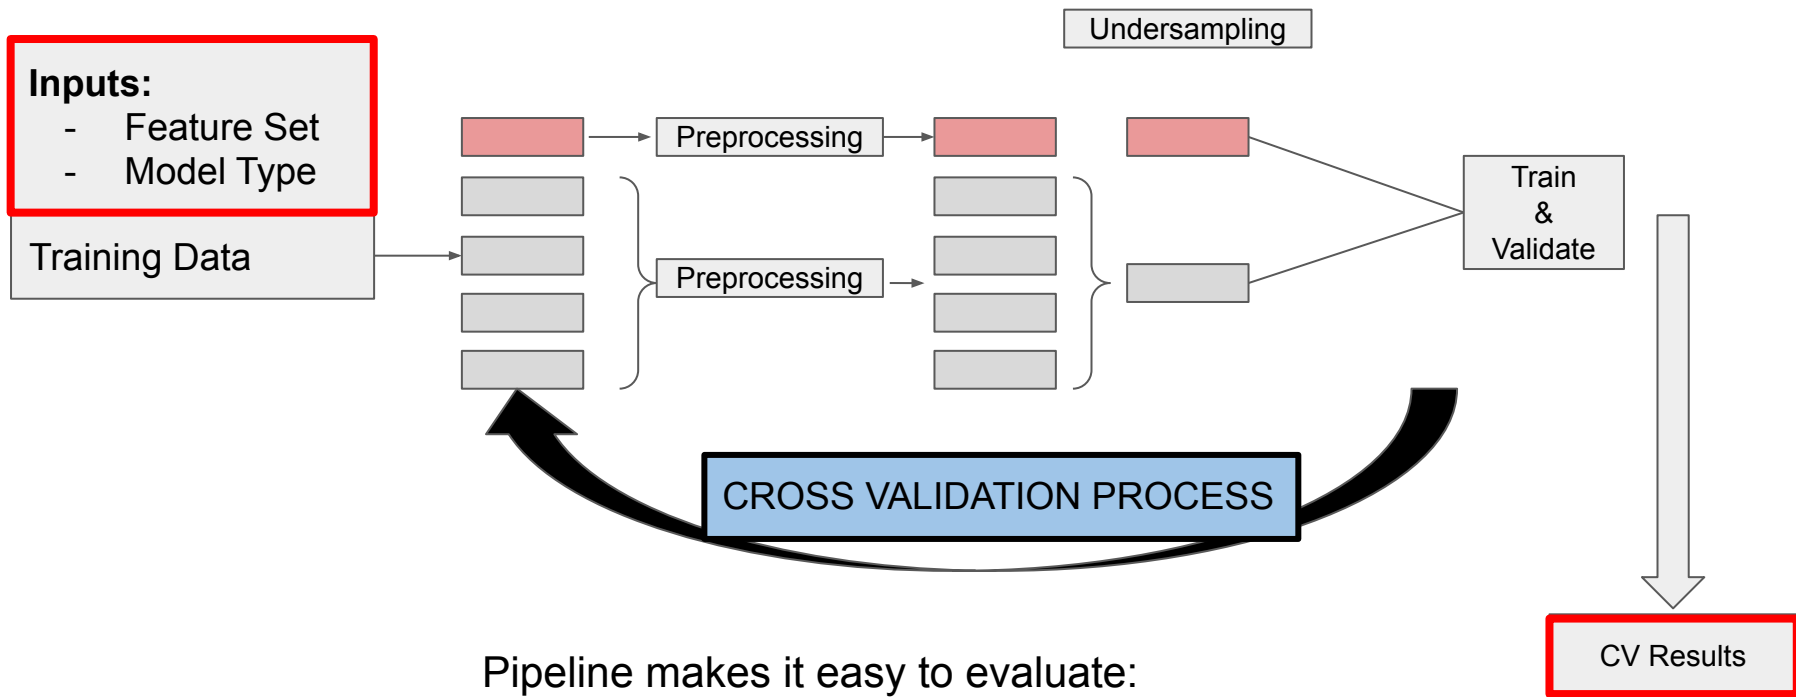 Undersampling
Inputs:
- Feature Set
- Model Type
Training Data
Preprocessing
Preprocessing
Train
&
Validate
CROSS VALIDATION PROCESS
CV Results
Pipeline makes it easy to evaluate: